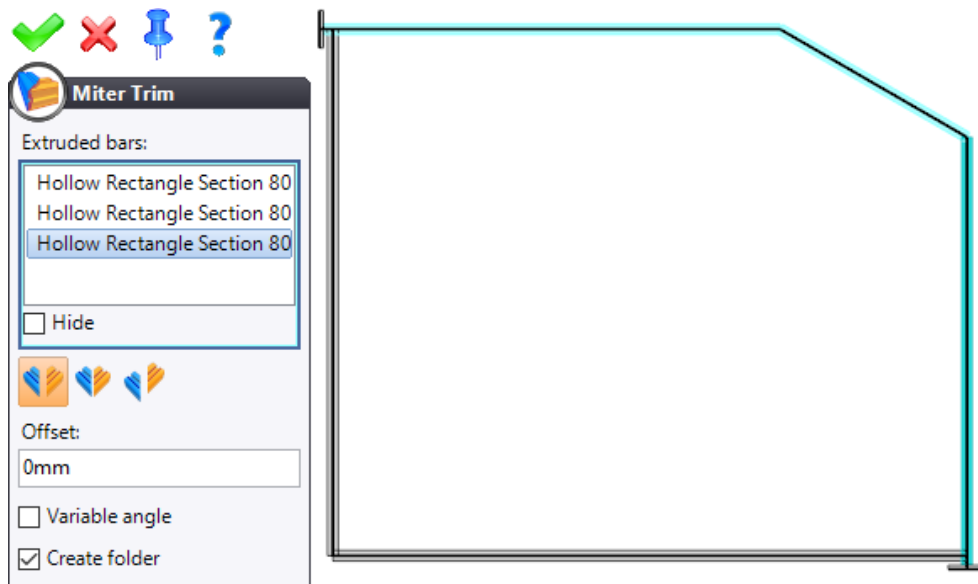 Miter Trim
Extruded bars:
Hollow Rectangle Section 80
Hollow Rectangle Section 80
Hollow Rectangle Section 80
Hide
Offset:
0mm
Variable angle
Create folder